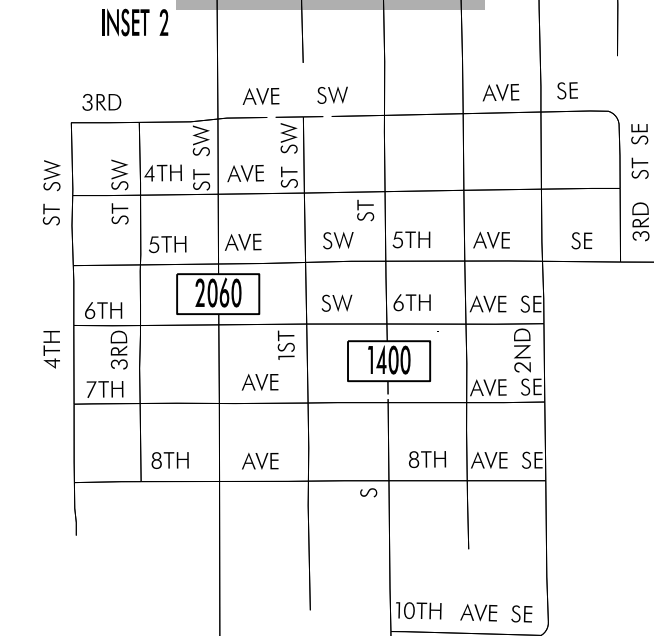 INSET 2
3RD AVE SW AVE SE
ST SW ST SW ST SW ST SW ST SE
4TH AVE
ST 3RD
5TH AVE SW 5TH AVE SE
2060
6TH SW 6TH AVE SE
4TH 3RD 1ST 1400 2ND
7TH AVE AVE SE
8TH AVE 8TH AVE SE
S
10TH AVE SE